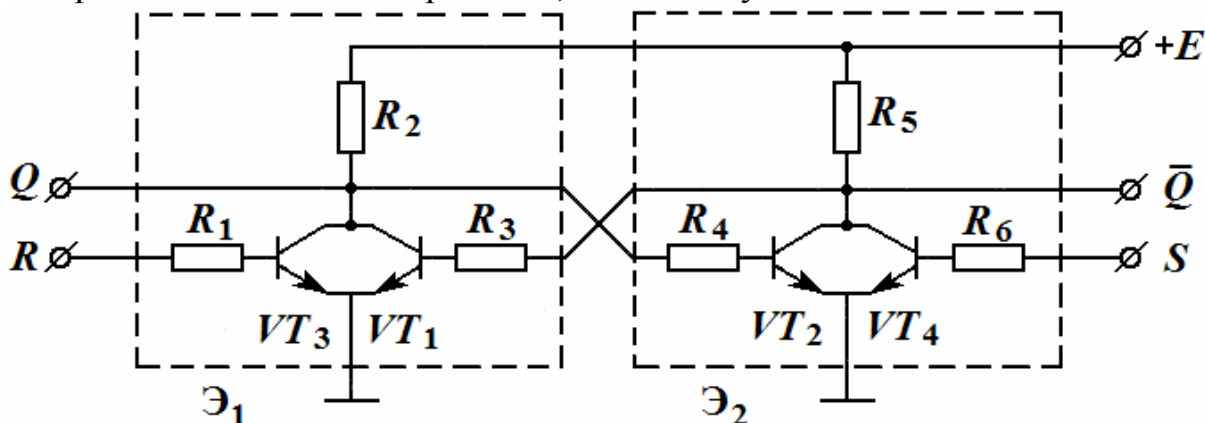 +E
R₂
R₅
Q
Q̅
R₁
R₃
R₄
R₆
R
S
VT₃
VT₁
VT₂
VT₄
Э₁
Э₂